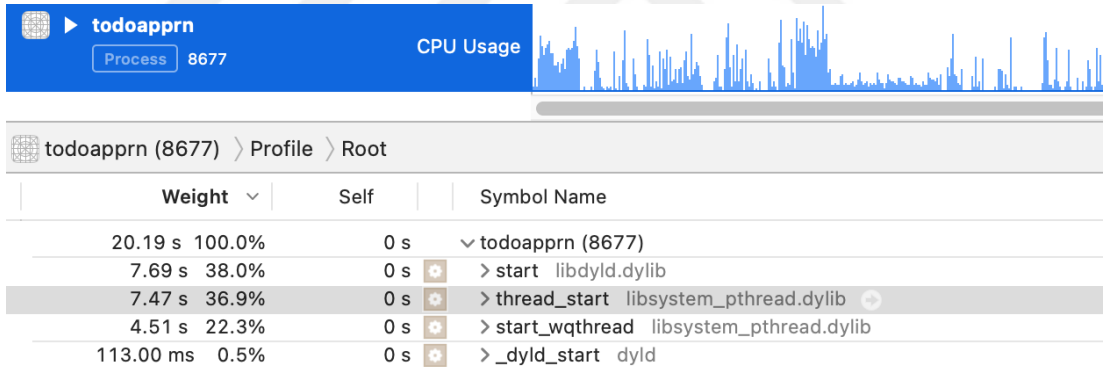 todoapprn
Process 8677
CPU Usage
todoapprn (8677) Profile Root
Weight Self Symbol Name
20.19 s 100.0% 0 s todoapprn (8677)
7.69 s 38.0% 0 s start libdyld.dylib
7.47 s 36.9% 0 s thread_start libsystem_pthread.dylib
4.51 s 22.3% 0 s start_wqthread libsystem_pthread.dylib
113.00 ms 0.5% 0 s _dyld_start dyld